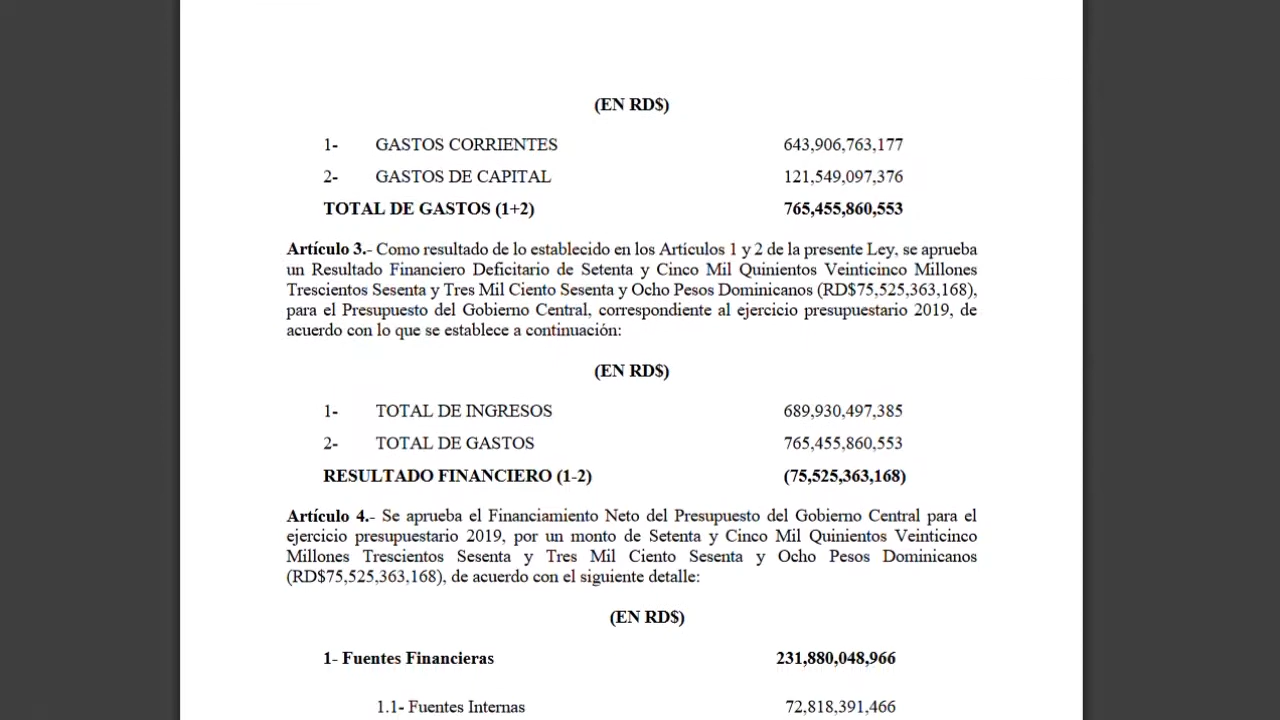 (EN RD$)
1- GASTOS CORRIENTES 643,906,763,177
2- GASTOS DE CAPITAL 121,549,097,376
TOTAL DE GASTOS (1+2) 765,455,860,553
Artículo 3.- Como resultado de lo establecido en los Artículos 1 y 2 de la presente Ley, se aprueba
un Resultado Financiero Deficitario de Setenta y Cinco Mil Quinientos Veinticinco Millones
Trescientos Sesenta y Tres Mil Ciento Sesenta y Ocho Pesos Dominicanos (RD$75,525,363,168),
para el Presupuesto del Gobierno Central, correspondiente al ejercicio presupuestario 2019, de
acuerdo con lo que se establece a continuación:
(EN RD$)
1- TOTAL DE INGRESOS 689,930,497,385
2- TOTAL DE GASTOS 765,455,860,553
RESULTADO FINANCIERO (1-2) (75,525,363,168)
Artículo 4.- Se aprueba el Financiamiento Neto del Presupuesto del Gobierno Central para el
ejercicio presupuestario 2019, por un monto de Setenta y Cinco Mil Quinientos Veinticinco
Millones Trescientos Sesenta y Tres Mil Ciento Sesenta y Ocho Pesos Dominicanos
(RD$75,525,363,168), de acuerdo con el siguiente detalle:
(EN RD$)
1- Fuentes Financieras 231,880,048,966
1.1- Fuentes Internas 72,818,391,466